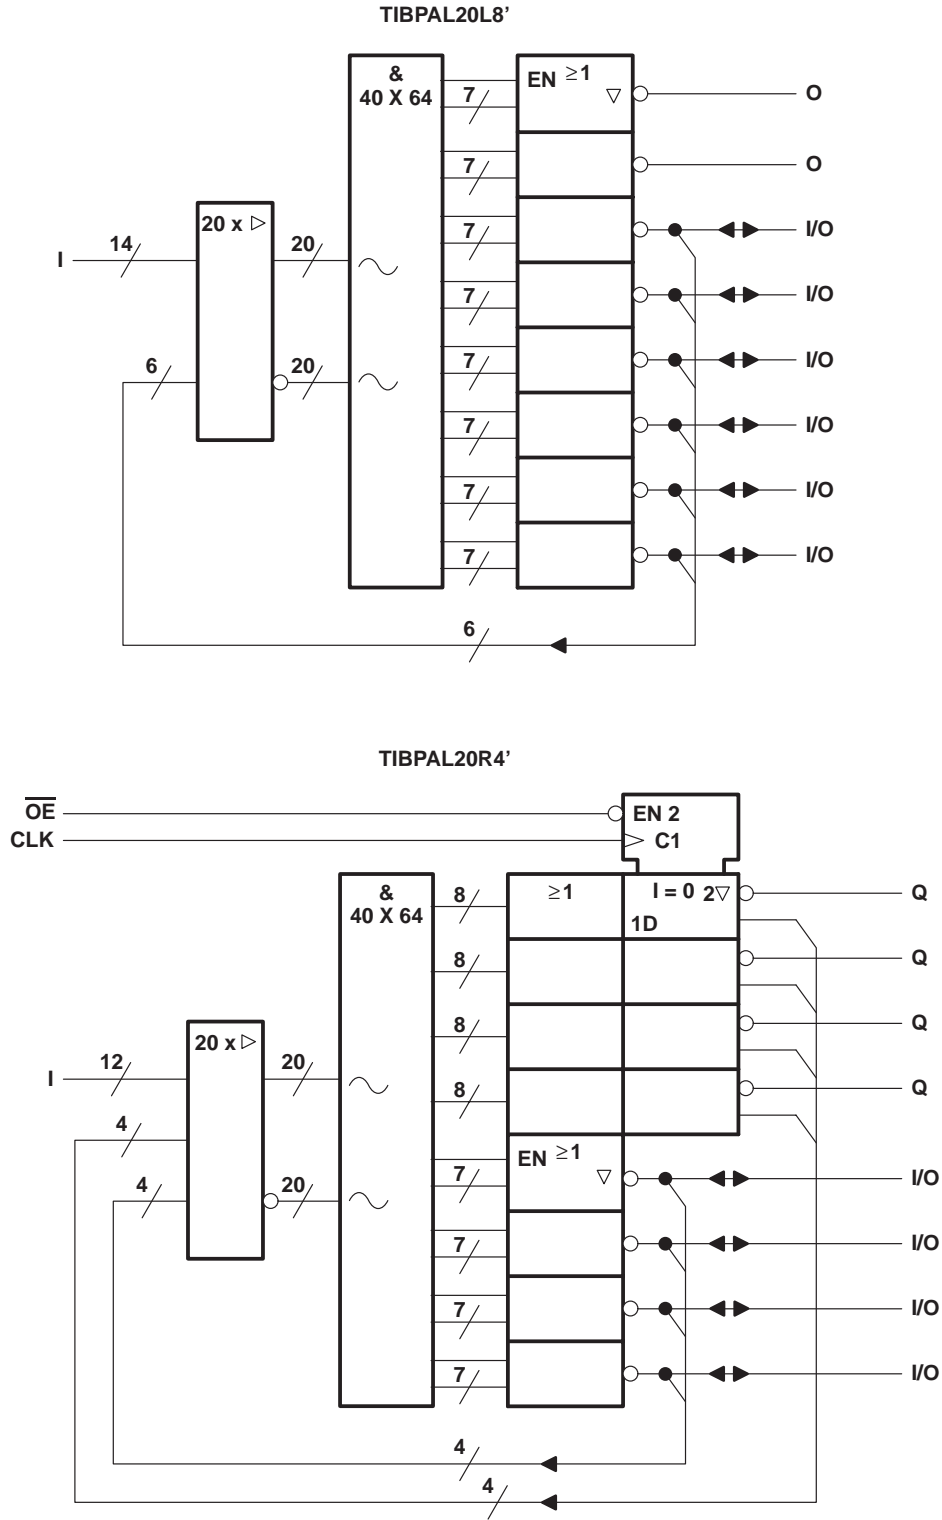 TIBPAL20L8’
&
40 X 64
EN ≥1
7
O
7
O
20 x
7
I/O
I
14
20
7
I/O
7
I/O
6
20
7
I/O
7
I/O
7
I/O
6
TIBPAL20R4’
OE
EN 2
CLK
C1
&
40 X 64
8
≥1
I = 0 2
1D
Q
8
Q
8
Q
20 x
I
12
20
8
Q
4
EN ≥1
7
I/O
4
20
7
I/O
7
I/O
7
I/O
4
4